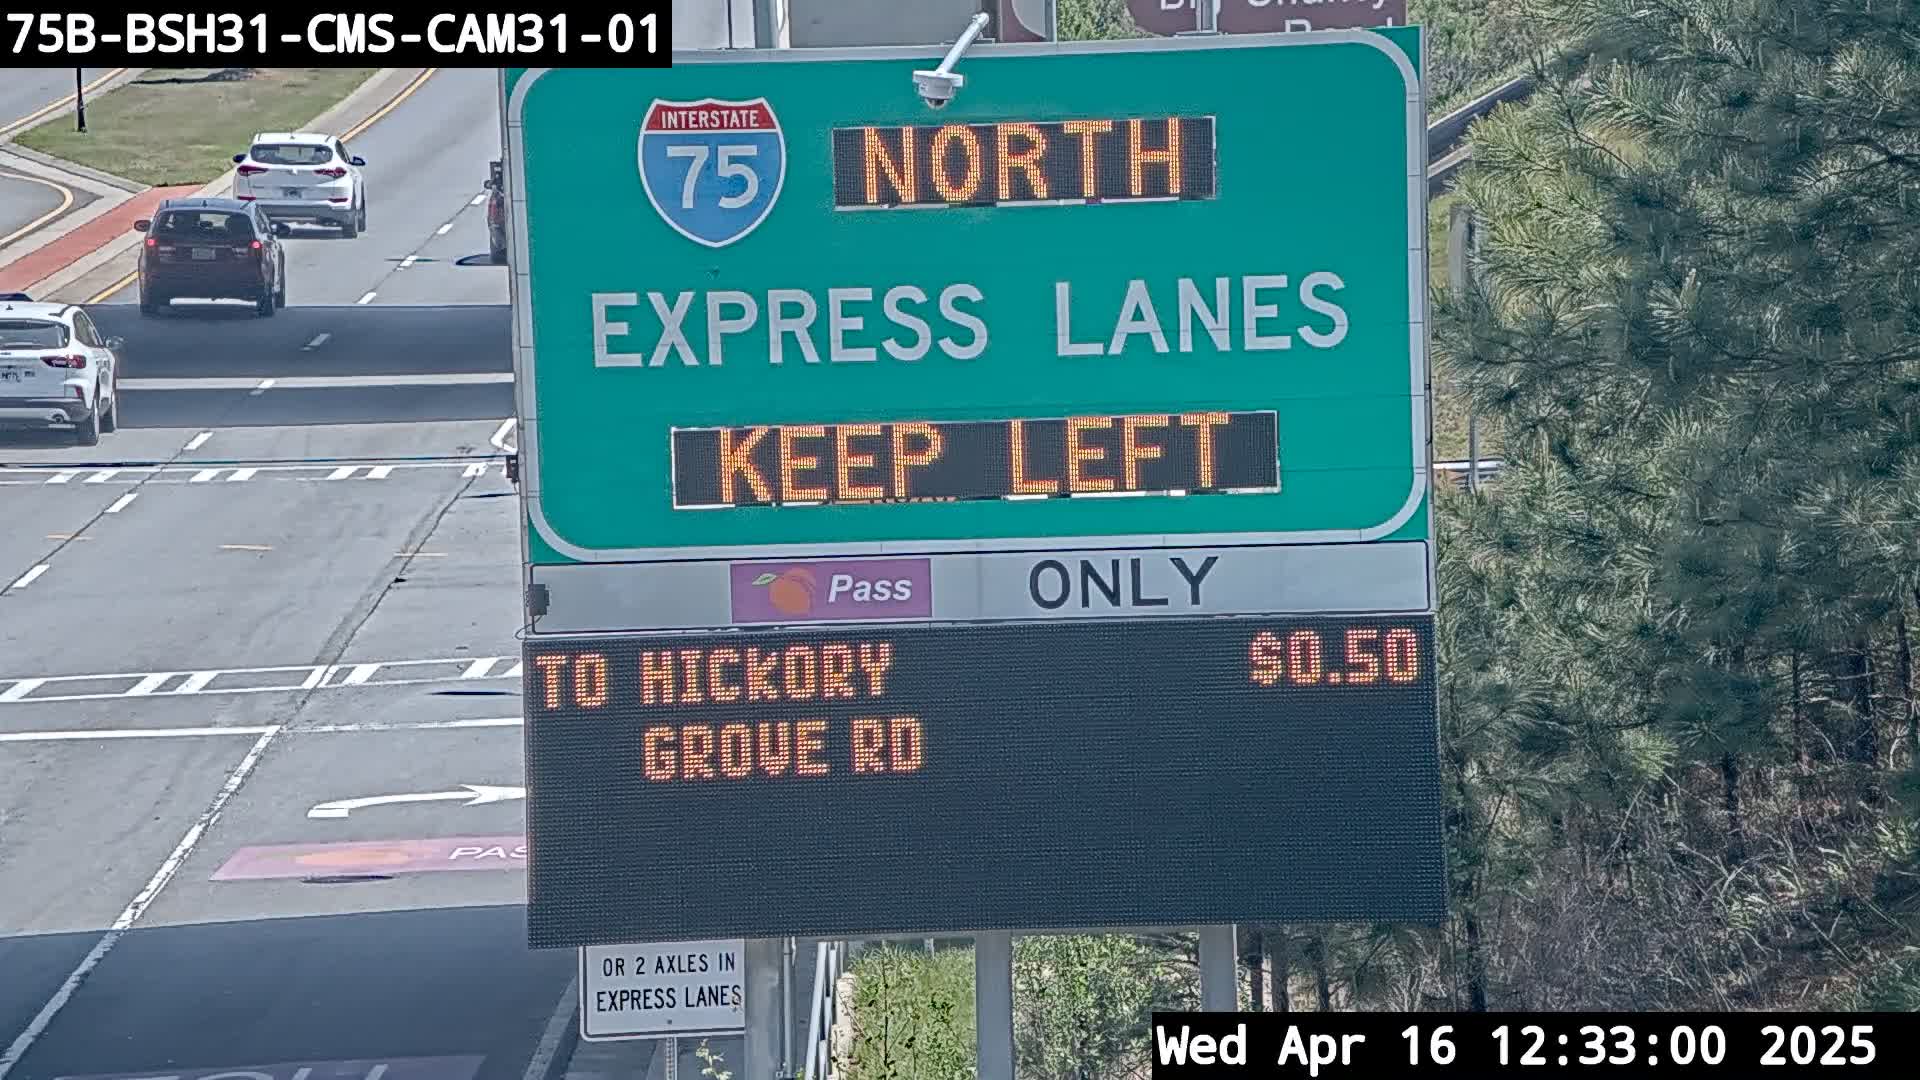 75B-BSH31-CMS-CAM31-01
Road
INTERSTATE
75
NORTH
EXPRESS LANES
KEEP LEFT
Pass ONLY
TO HICKORY $0.50
GROVE RD
OR 2 AXLES IN
EXPRESS LANES
Wed Apr 16 12:33:00 2025